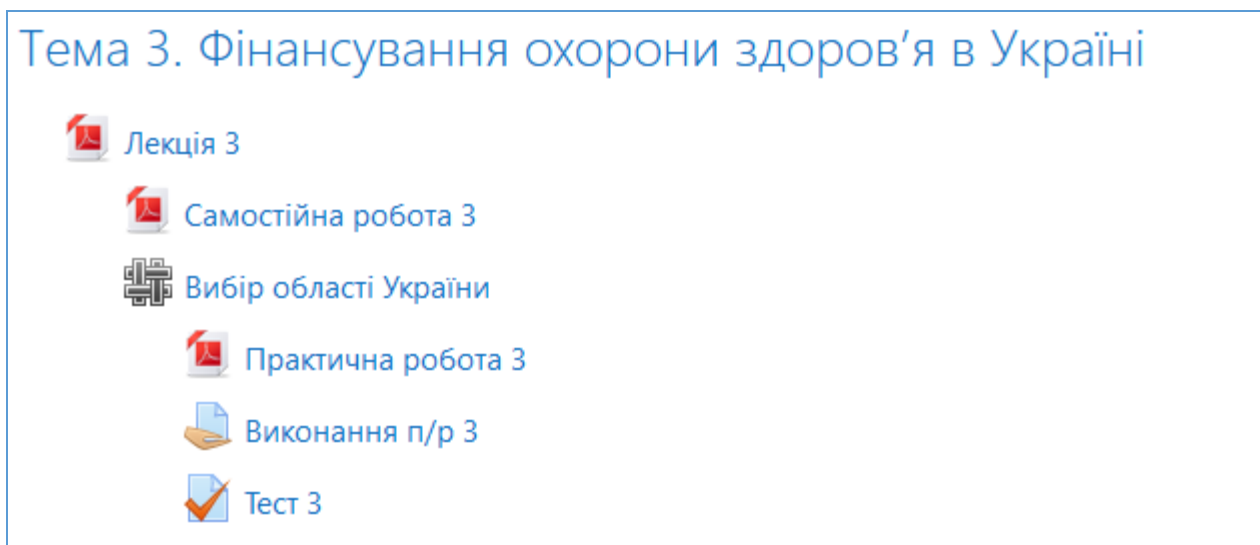 Тема 3. Фінансування охорони здоров’я в Україні
Лекція 3
Самостійна робота 3
Вибір області України
Практична робота 3
Виконання п/р 3
Тест 3